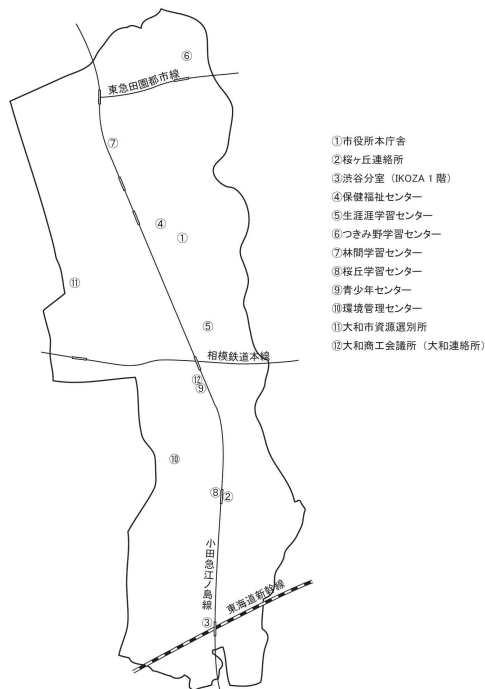 ⑥
東急田園都市線
⑦
④
①
⑪
⑤
相模鉄道本線
⑫
⑨
⑩
⑧
②
小田急江ノ島線
東海道新幹線
③
①市役所本庁舎
②桜ヶ丘連絡所
③渋谷分室（IKOZA 1 階）
④保健福祉センター
⑤生涯涯学習センター
⑥つきみ野学習センター
⑦林間学習センター
⑧桜丘学習センター
⑨青少年センター
⑩環境管理センター
⑪大和市資源選別所
⑫大和商工会議所（大和連絡所）